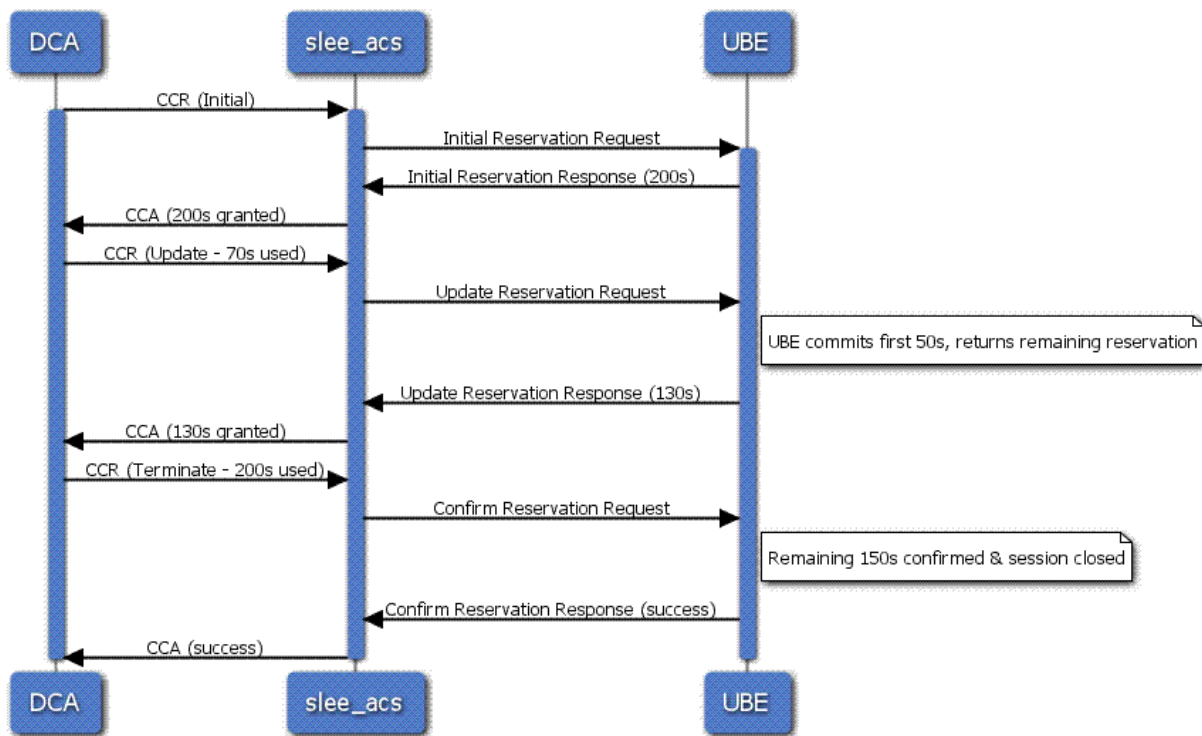 DCA slee_acs UBE
CCR (Initial)
Initial Reservation Request
Initial Reservation Response (200s)
CCA (200s granted)
CCR (Update - 70s used)
Update Reservation Request
UBE commits first 50s, returns remaining reservation
Update Reservation Response (130s)
CCA (130s granted)
CCR (Terminate - 200s used)
Confirm Reservation Request
Remaining 150s confirmed & session closed
Confirm Reservation Response (success)
CCA (success)
DCA slee_acs UBE